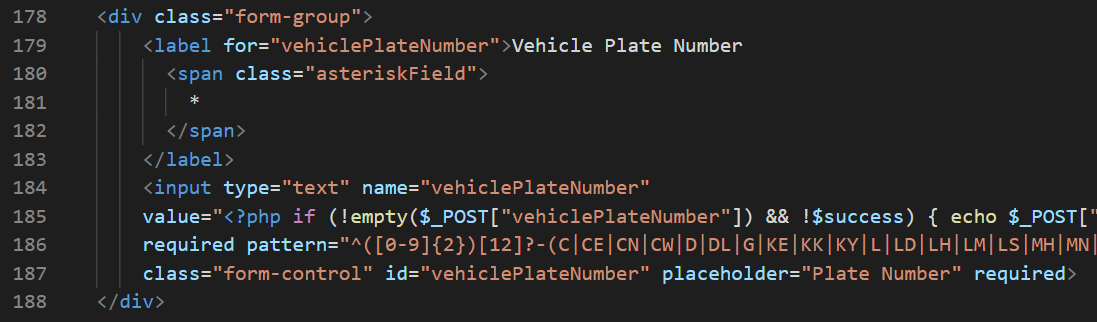 178 <div class="form-group">
179 <label for="vehiclePlateNumber">Vehicle Plate Number
180 <span class="asteriskField">
181 *
182 </span>
183 </label>
184 <input type="text" name="vehiclePlateNumber"
185 value="<?php if (!empty($_POST["vehiclePlateNumber"]) && !$success) { echo $_POST["
186 required pattern="^([0-9]{2})[12]?-(C|CE|CN|CW|D|DL|G|KE|KK|KY|L|LD|LH|LM|LS|MH|MN|
187 class="form-control" id="vehiclePlateNumber" placeholder="Plate Number" required>
188 </div>